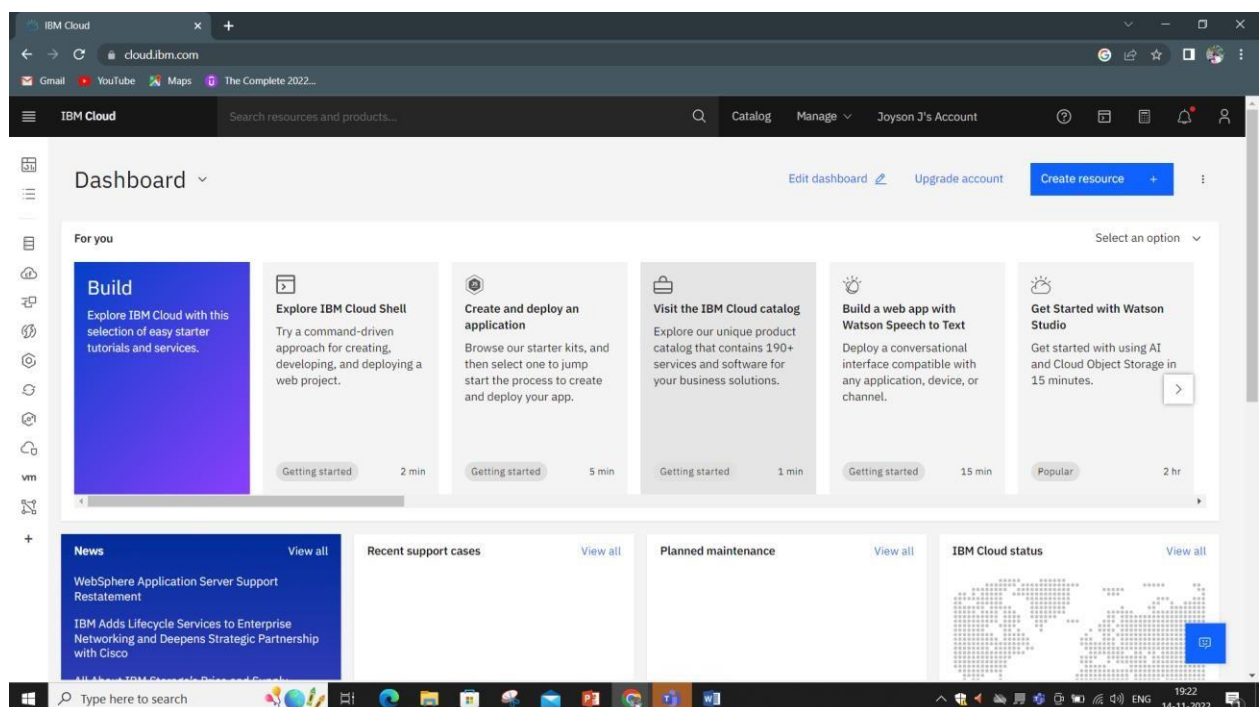 IBM Cloud
cloud.ibm.com
Gmail YouTube Maps The Complete 2022...
IBM Cloud Search resources and products... Catalog Manage Joyson J's Account
Dashboard Edit dashboard Upgrade account Create resource +
For you Select an option
Build
Explore IBM Cloud with this
selection of easy starter
tutorials and services.
Explore IBM Cloud Shell
Try a command-driven
approach for creating,
developing, and deploying a
web project.
Getting started 2 min
Create and deploy an
application
Browse our starter kits, and
then select one to jump
start the process to create
and deploy your app.
Getting started 5 min
Visit the IBM Cloud catalog
Explore our unique product
catalog that contains 190+
services and software for
your business solutions.
Getting started 1 min
Build a web app with
Watson Speech to Text
Deploy a conversational
interface compatible with
any application, device, or
channel.
Getting started 15 min
Get Started with Watson
Studio
Get started with using AI
and Cloud Object Storage in
15 minutes.
Popular 2 hr
vm
News View all
WebSphere Application Server Support
Restatement
IBM Adds Lifecycle Services to Enterprise
Networking and Deepens Strategic Partnership
with Cisco
All About IBM Storage's Price and Supply
Recent support cases View all
Planned maintenance View all
IBM Cloud status View all
Type here to search
ENG
19:22
14-11-2022